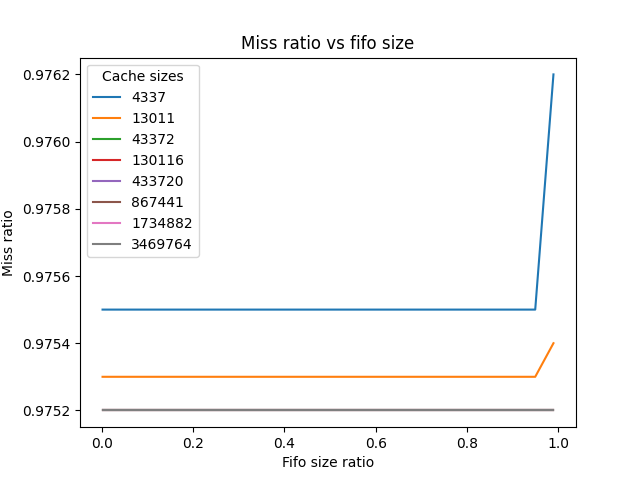 Miss ratio vs fifo size
Cache sizes
4337
13011
43372
130116
433720
867441
1734882
3469764
0.9762
0.9760
0.9758
0.9756
0.9754
0.9752
Miss ratio
0.0 0.2 0.4 0.6 0.8 1.0
Fifo size ratio